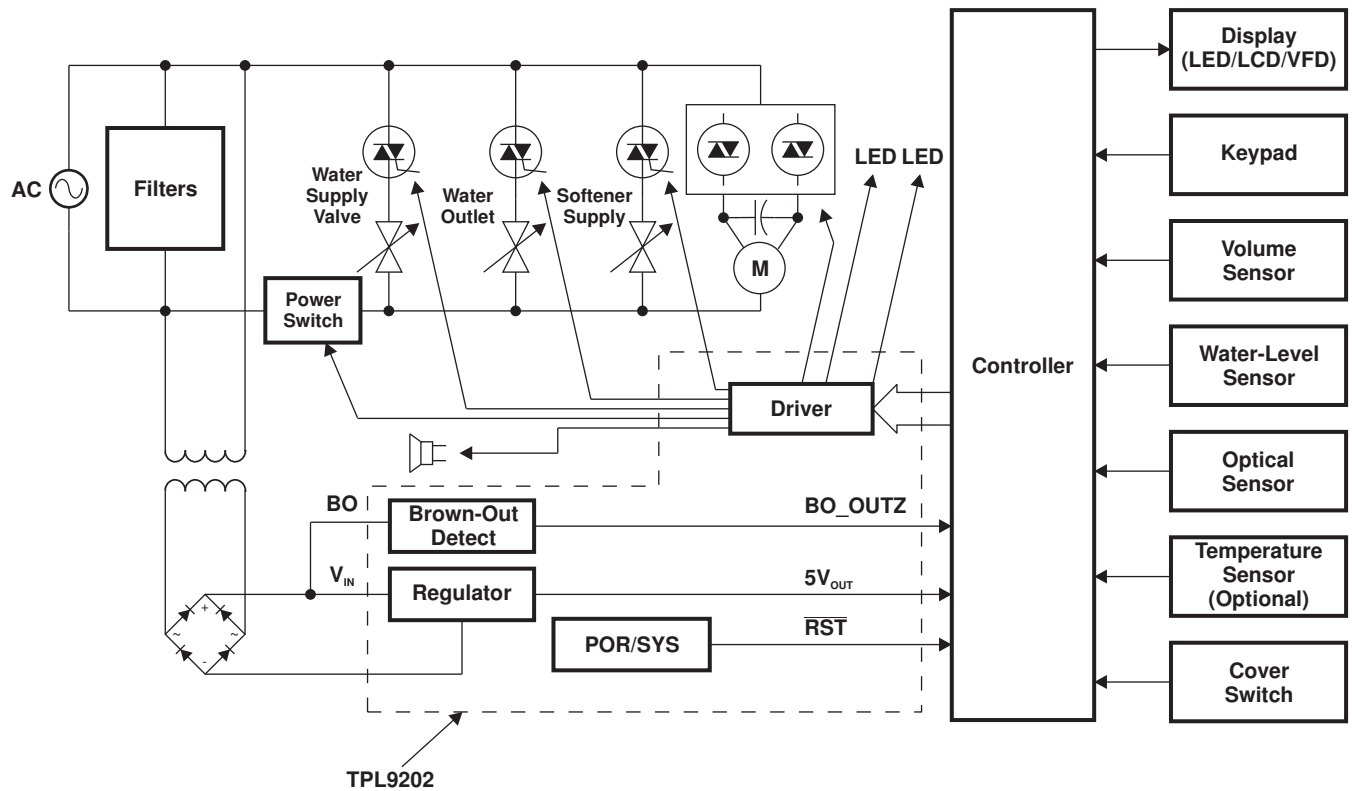 Display
(LED/LCD/VFD)
Filters
AC
Water
Supply
Valve
Water
Outlet
Softener
Supply
LED LED
M
Keypad
Volume
Sensor
Power
Switch
Controller
Water-Level
Sensor
Driver
Optical
Sensor
BO
Brown-Out
Detect
BO_OUTZ
V_IN
Regulator
5V_OUT
Temperature
Sensor
(Optional)
+
~
~
-
POR/SYS
R̅S̅T̅
Cover
Switch
TPL9202